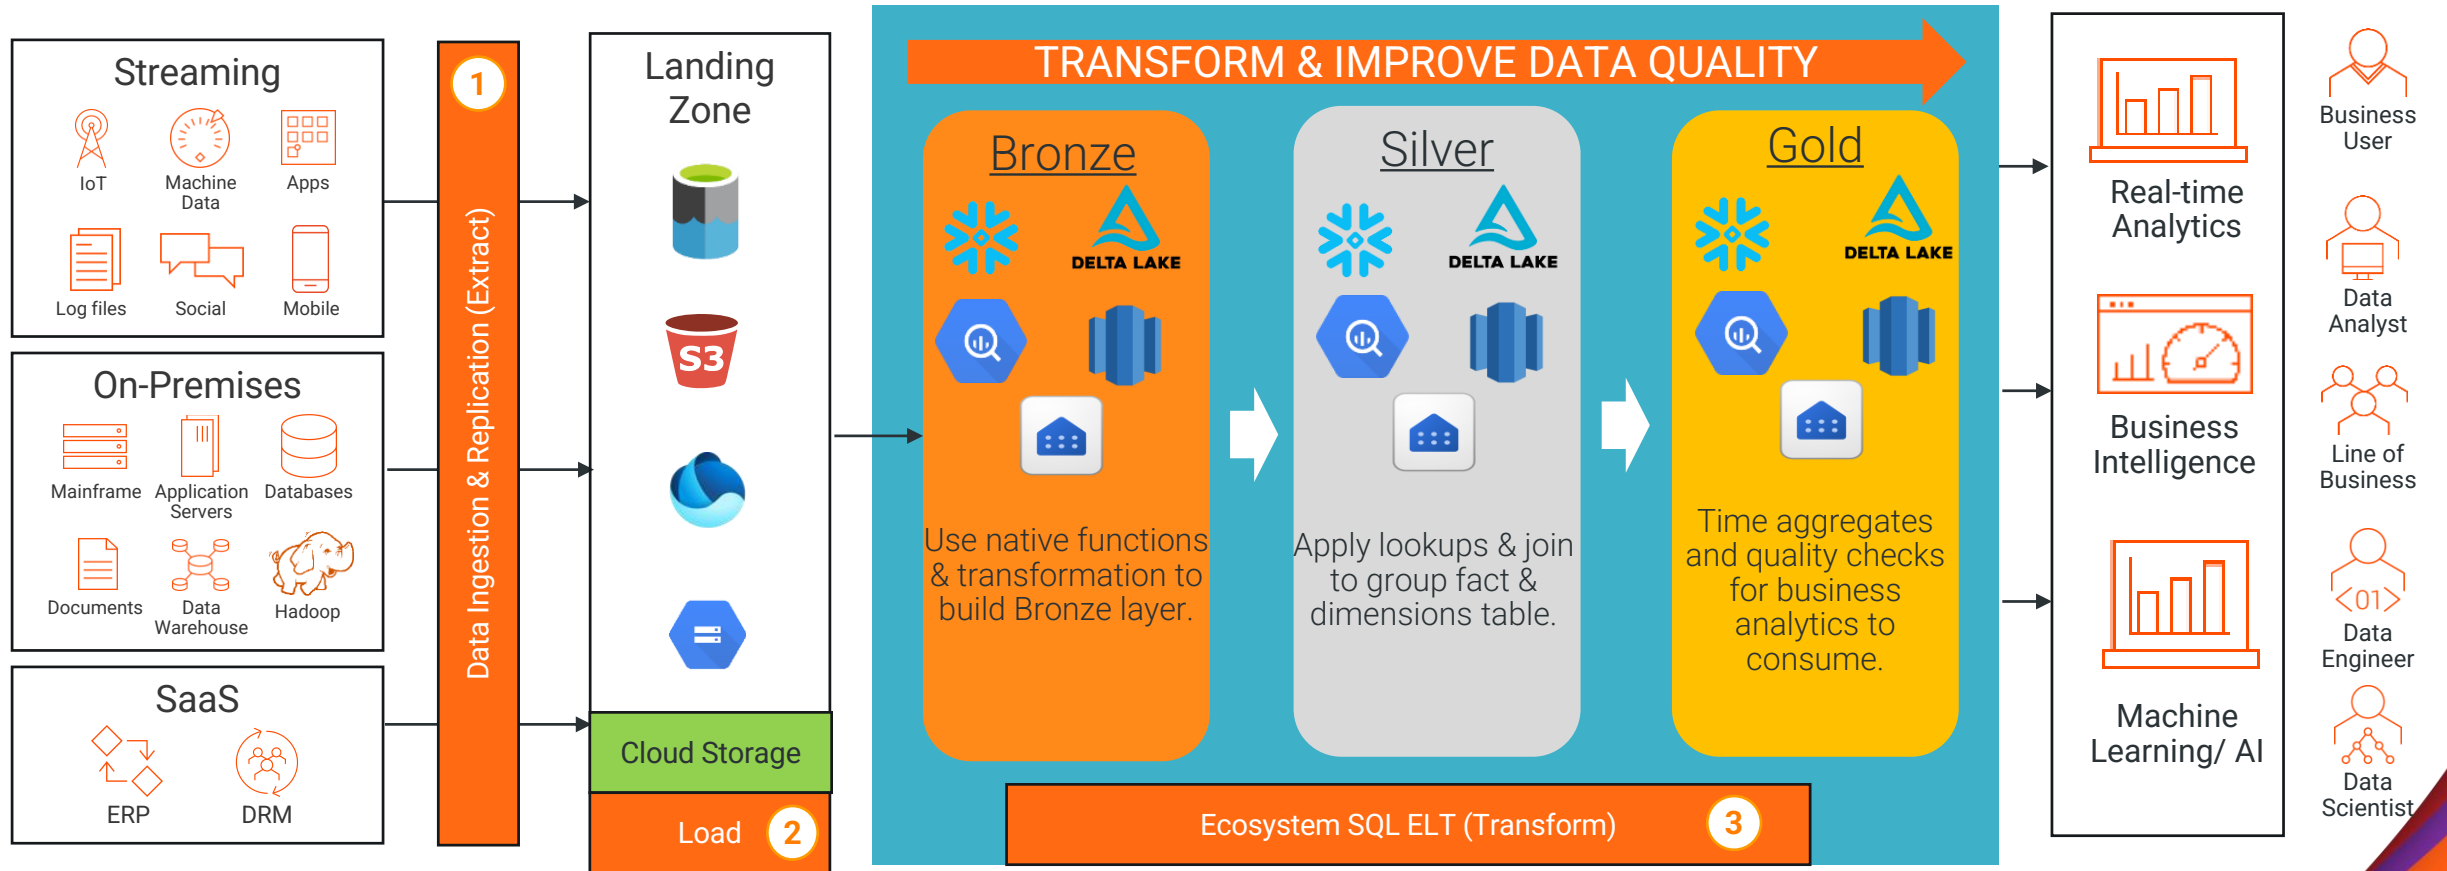 Streaming
IoT
Machine
Data
Apps
Log files
Social
Mobile
On-Premises
Mainframe
Application
Servers
Databases
Documents
Data
Warehouse
Hadoop
SaaS
ERP
DRM
1
Data Ingestion & Replication (Extract)
Landing
Zone
S3
Cloud Storage
Load
2
TRANSFORM & IMPROVE DATA QUALITY
Bronze
DELTA LAKE
Use native functions
& transformation to
build Bronze layer.
Silver
DELTA LAKE
Apply lookups & join
to group fact &
dimensions table.
Gold
DELTA LAKE
Time aggregates
and quality checks
for business
analytics to
consume.
Ecosystem SQL ELT (Transform)
3
Real-time
Analytics
Business
Intelligence
Machine
Learning/ AI
Business
User
Data
Analyst
Line of
Business
<01>
Data
Engineer
Data
Scientist